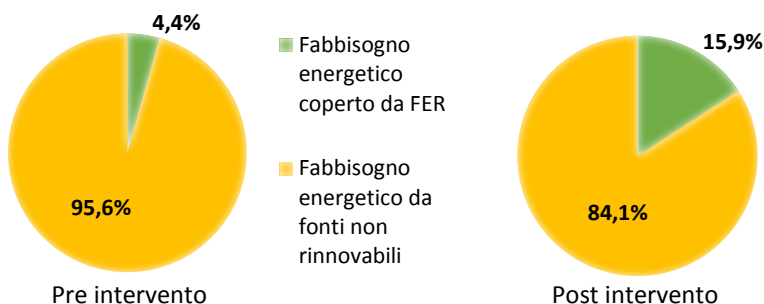 4,4%
95,6%
Pre intervento
Fabbisogno
energetico
coperto da FER
Fabbisogno
energetico da
fonti non
rinnovabili
15,9%
84,1%
Post intervento